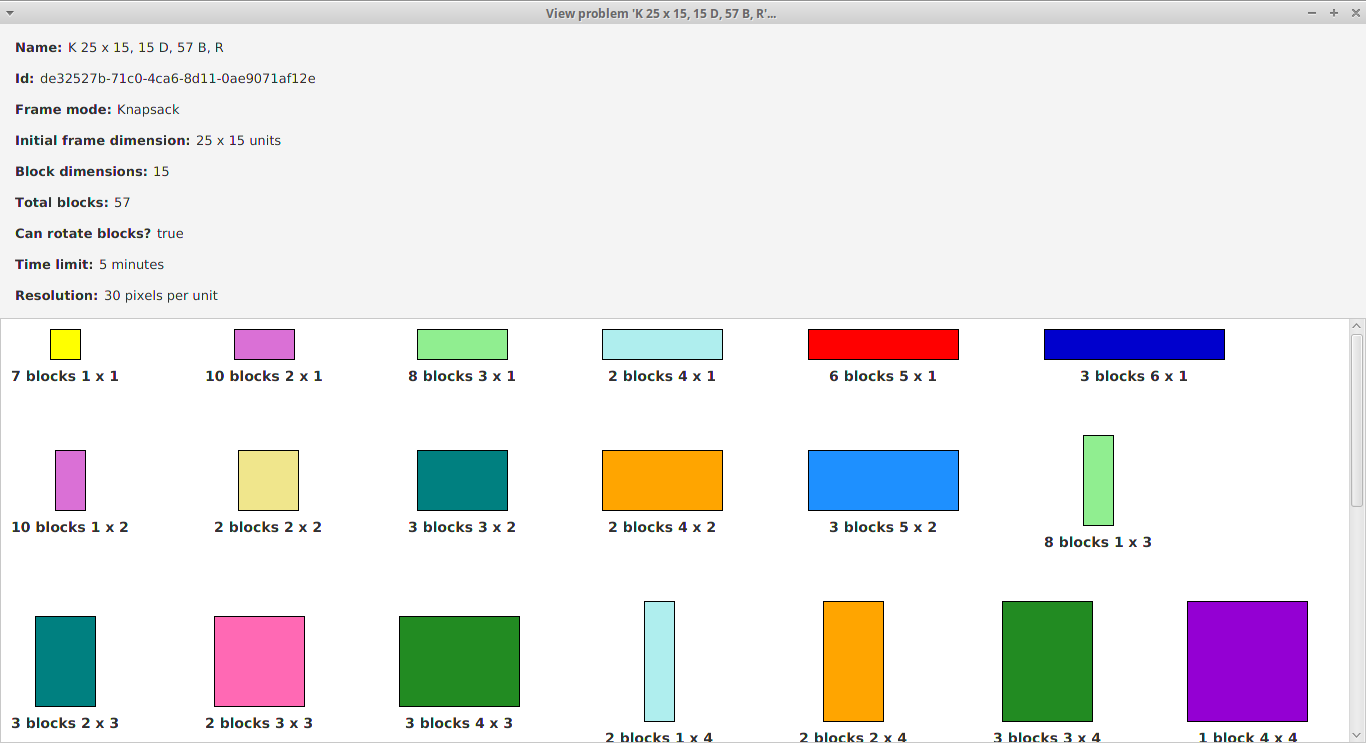 View problem 'K 25 x 15, 15 D, 57 B, R'...
Name: K 25 x 15, 15 D, 57 B, R
Id: de32527b-71c0-4ca6-8d11-0ae9071af12e
Frame mode: Knapsack
Initial frame dimension: 25 x 15 units
Block dimensions: 15
Total blocks: 57
Can rotate blocks? true
Time limit: 5 minutes
Resolution: 30 pixels per unit
7 blocks 1 x 1
10 blocks 2 x 1
8 blocks 3 x 1
2 blocks 4 x 1
6 blocks 5 x 1
3 blocks 6 x 1
10 blocks 1 x 2
2 blocks 2 x 2
3 blocks 3 x 2
2 blocks 4 x 2
3 blocks 5 x 2
8 blocks 1 x 3
3 blocks 2 x 3
2 blocks 3 x 3
3 blocks 4 x 3
2 blocks 1 x 4
2 blocks 2 x 4
3 blocks 3 x 4
1 block 4 x 4